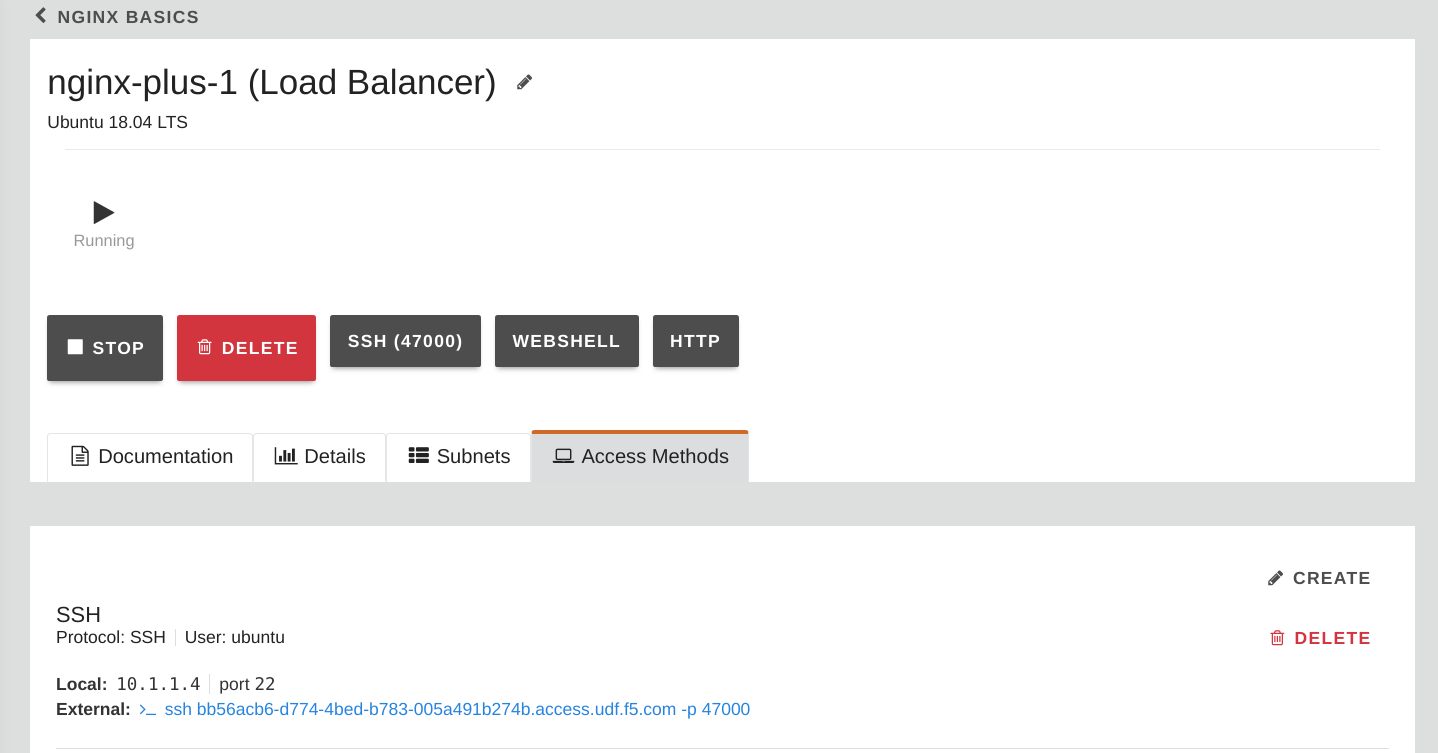 NGINX BASICS
nginx-plus-1 (Load Balancer)
Ubuntu 18.04 LTS
Running
STOP DELETE SSH (47000) WEBSHELL HTTP
Documentation Details Subnets Access Methods
CREATE
SSH
Protocol: SSH User: ubuntu
DELETE
Local: 10.1.1.4 port 22
External: >_ ssh bb56acb6-d774-4bed-b783-005a491b274b.access.udf.f5.com -p 47000